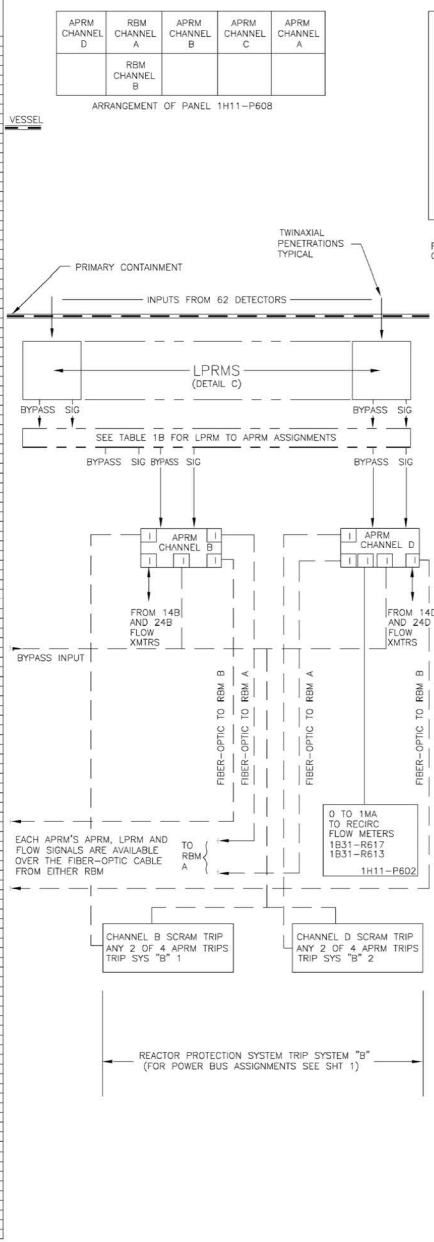 APRM CHANNEL D
RBM CHANNEL A
APRM CHANNEL B
APRM CHANNEL C
APRM CHANNEL A
RBM CHANNEL B
ARRANGEMENT OF PANEL 1H11-P608
VESSEL
TWINAXIAL
PENETRATIONS
TYPICAL
PRIMARY CONTAINMENT
INPUTS FROM 62 DETECTORS
LPRMS
(DETAIL C)
BYPASS SIG BYPASS SIG
SEE TABLE 1B FOR LPRM TO APRM ASSIGNMENTS
BYPASS SIG BYPASS SIG BYPASS SIG
I APRM I
CHANNEL B
I I I
I APRM
CHANNEL D
I I I I I
FROM 14B
AND 24B
FLOW
XMTRS
FROM 14D
AND 24D
FLOW
XMTRS
BYPASS INPUT
FIBER-OPTIC TO RBM B
FIBER-OPTIC TO RBM A
FIBER-OPTIC TO RBM A
FIBER-OPTIC TO RBM B
0 TO 1MA
TO RECIRC
FLOW METERS
1B31-R617
1B31-R613
1H11-P602
EACH APRM'S APRM, LPRM AND
FLOW SIGNALS ARE AVAILABLE
OVER THE FIBER-OPTIC CABLE
FROM EITHER RBM
TO
RBM
A
CHANNEL B SCRAM TRIP
ANY 2 OF 4 APRM TRIPS
TRIP SYS "B" 1
CHANNEL D SCRAM TRIP
ANY 2 OF 4 APRM TRIPS
TRIP SYS "B" 2
REACTOR PROTECTION SYSTEM TRIP SYSTEM "B"
(FOR POWER BUS ASSIGNMENTS SEE SHT 1)